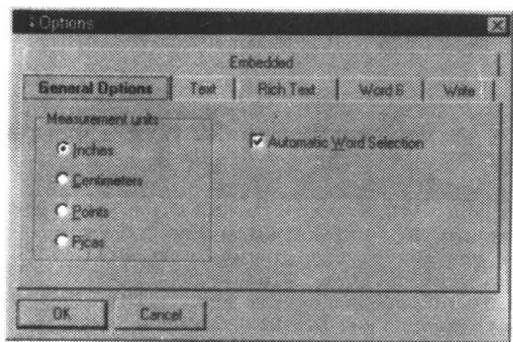 Options
Embedded
General Options Text Rich Text Word 6 Write
Measurement units
Inches
Automatic Word Selection
Centimeters
Points
Picas
OK Cancel